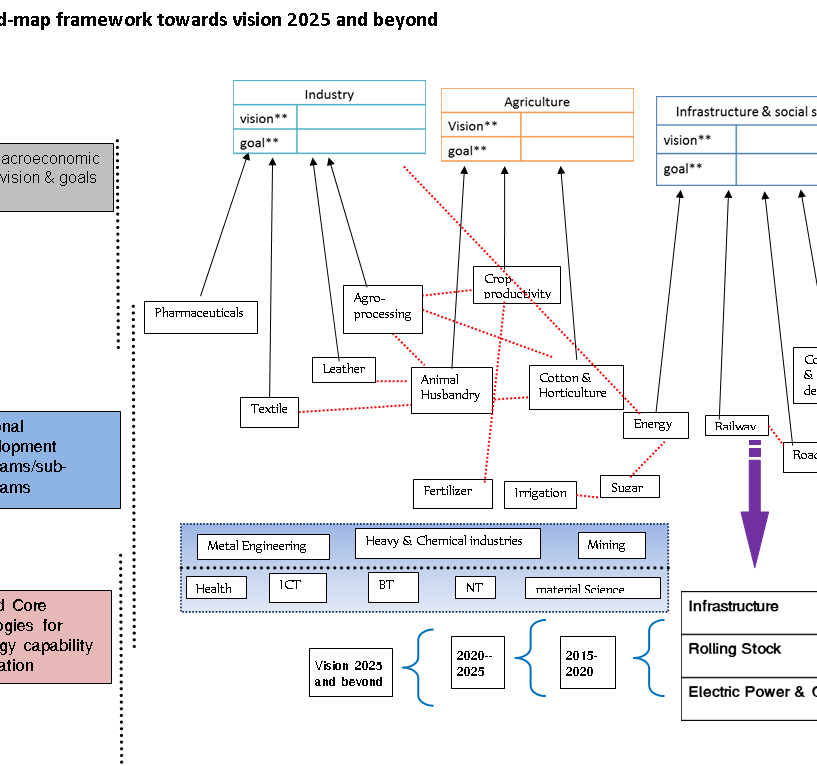 d-map framework towards vision 2025 and beyond
Industry
vision**
goal**
Agriculture
Vision**
goal**
Infrastructure & social s
vision**
goal**
acroeconomic
vision & goals
Pharmaceuticals
Agro-
processing
Crop
productivity
Leather
Animal
Husbandry
Cotton &
Horticulture
Co
&
de
Textile
Energy
Railway
Road
onal
lopment
ams/sub-
ams
Fertilizer
Irrigation
Sugar
Metal Engineering
Heavy & Chemical industries
Mining
Health
ICT
BT
NT
material Science
d Core
ogies for
gy capability
ation
Vision 2025
and beyond
2020--
2025
2015-
2020
Infrastructure
Rolling Stock
Electric Power & C